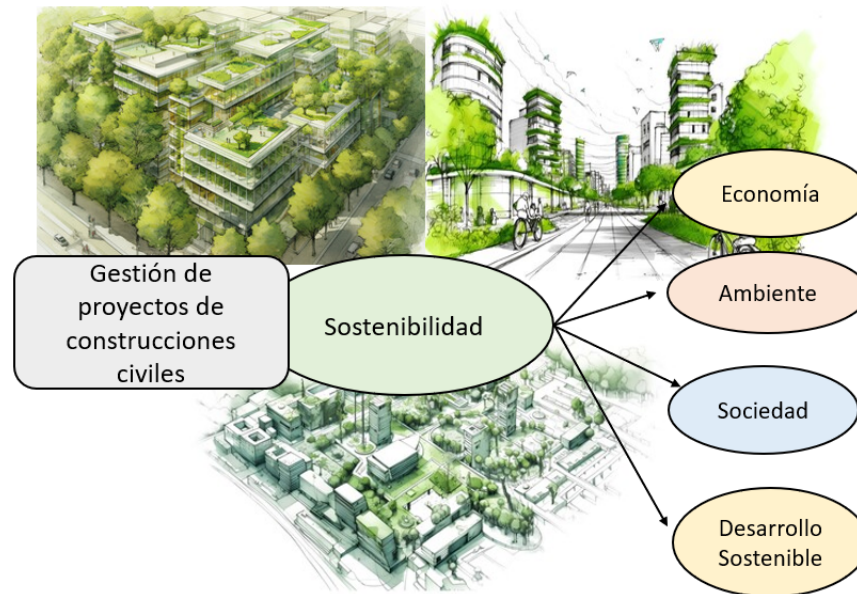 Gestión de
proyectos de
construcciones
civiles
Sostenibilidad
Economía
Ambiente
Sociedad
Desarrollo
Sostenible